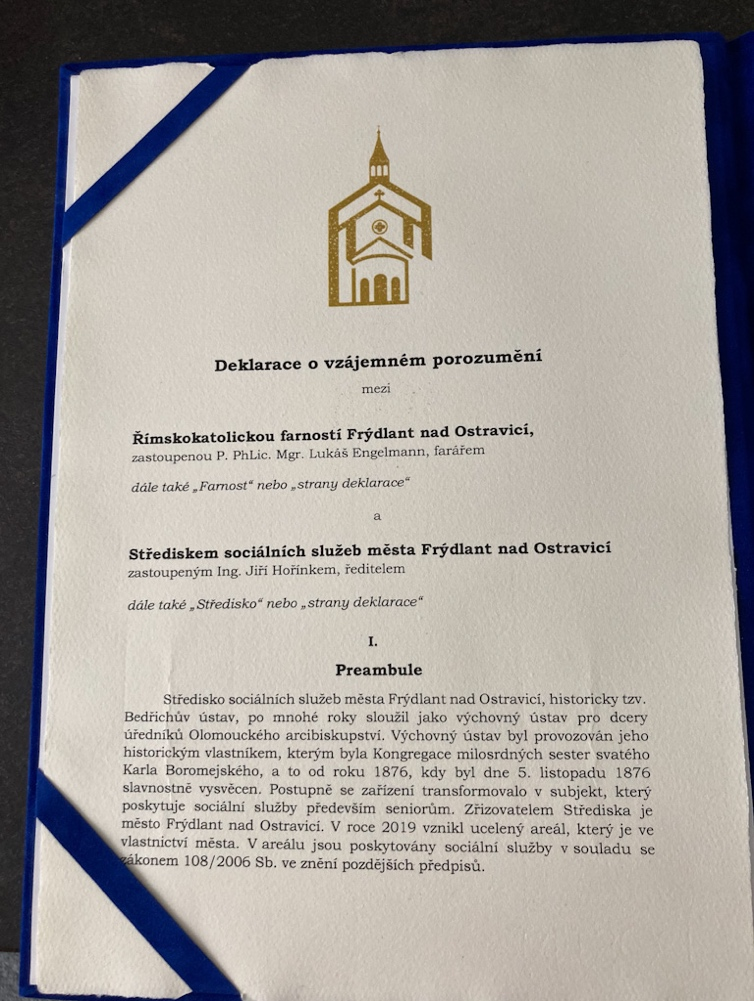 Deklarace o vzájemném porozumění
mezi
Římskokatolickou farností Frýdlant nad Ostravicí,
zastoupenou P. PhLic. Mgr. Lukáš Engelmann, farářem
dále také „Farnost“ nebo „strany deklarace“
a
Střediskem sociálních služeb města Frýdlant nad Ostravicí
zastoupeným Ing. Jiří Hořínkem, ředitelem
dále také „Středisko“ nebo „strany deklarace“
I.
Preambule
Středisko sociálních služeb města Frýdlant nad Ostravicí, historicky tzv.
Bedřichův ústav, po mnohé roky sloužil jako výchovný ústav pro dcery
úředníků Olomouckého arcibiskupství. Výchovný ústav byl provozován jeho
historickým vlastníkem, kterým byla Kongregace milosrdných sester svatého
Karla Boromejského, a to od roku 1876, kdy byl dne 5. listopadu 1876
slavnostně vysvěcen. Postupně se zařízení transformovalo v subjekt, který
poskytuje sociální služby především seniorům. Zřizovatelem Střediska je
město Frýdlant nad Ostravicí. V roce 2019 vznikl ucelený areál, který je ve
vlastnictví města. V areálu jsou poskytovány sociální služby v souladu se
zákonem 108/2006 Sb. ve znění pozdějších předpisů.